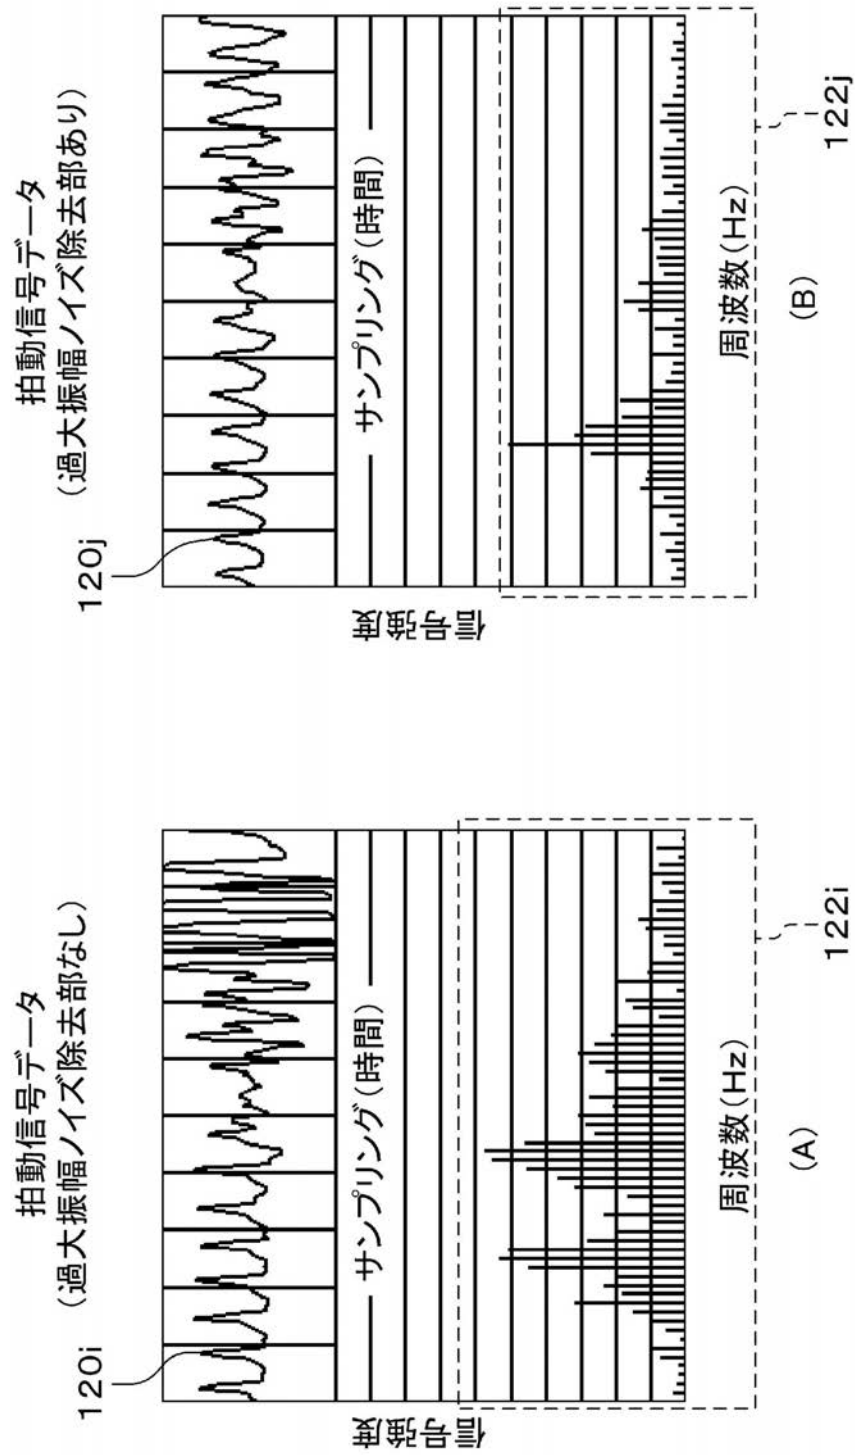 拍動信号データ
（過大振幅ノイズ除去部なし）
120i
信号強度
サンプリング（時間）
周波数（Hz）
122i
（A）
拍動信号データ
（過大振幅ノイズ除去部あり）
120j
信号強度
サンプリング（時間）
周波数（Hz）
122j
（B）